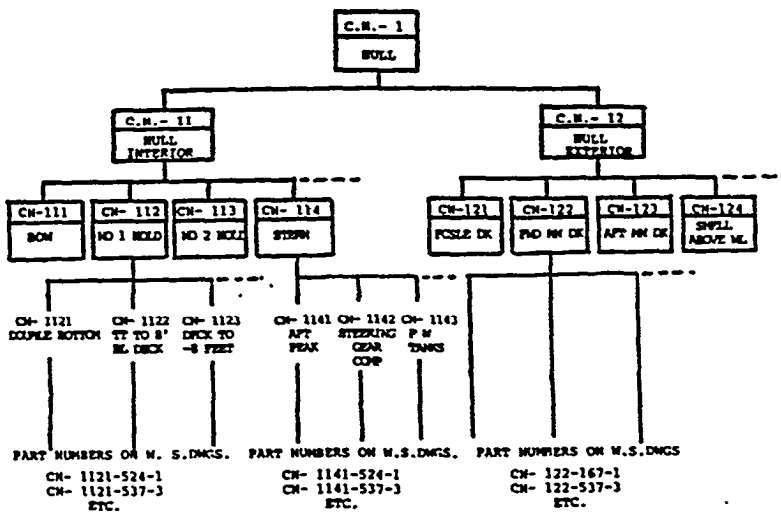 C.N.- 1
HULL
C.N.- 11
HULL
INTERIOR
C.N.- 12
HULL
EXTERIOR
CN-111
BOW
CN- 112
NO 1 HOLD
CN- 113
NO 2 HOLD
CN- 114
STERN
CN-121
FCSLE DK
CN-122
FWD MN DK
CN-123
AFT MN DK
CN-124
SHELL
ABOVE WL
CN- 1121
DOUBLE BOTTOM
CN- 1122
TT TO 8'
BL DECK
CN- 1123
DECK TO
-8 FEET
CN- 1141
AFT
PEAK
CN- 1142
STEERING
GEAR
COMP
CN- 1143
P W
TANKS
PART NUMBERS ON W. S.DWGS.
CN- 1121-524-1
CN- 1121-537-3
ETC.
PART NUMBERS ON W.S.DWGS.
CN- 1141-524-1
CN- 1141-537-3
ETC.
PART NUMBERS ON W.S.DWGS
CN- 122-167-1
CN- 122-537-3
ETC.